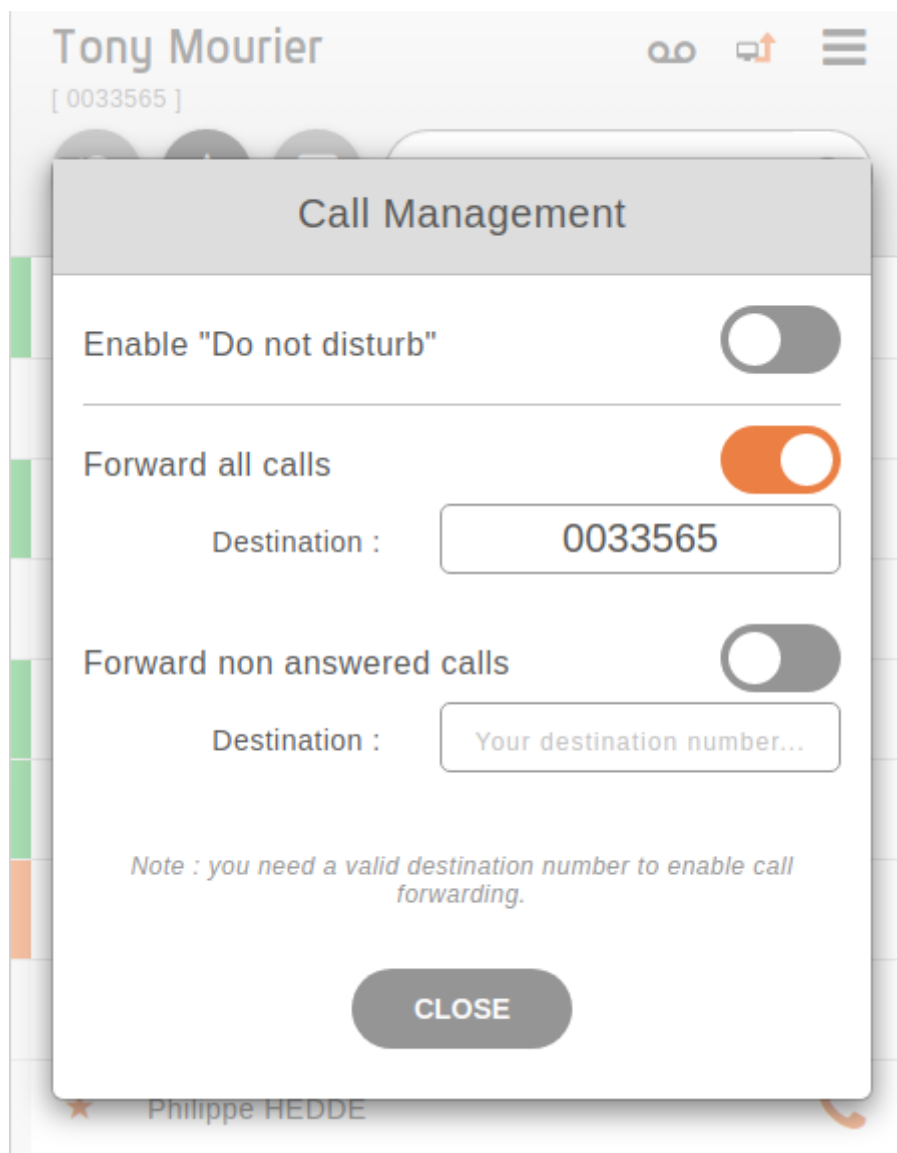 Tony Mourier
[ 0033565 ]
Call Management
Enable "Do not disturb"
Forward all calls
Destination :
0033565
Forward non answered calls
Destination :
Your destination number...
Note : you need a valid destination number to enable call
forwarding.
CLOSE
Philippe HEDDE